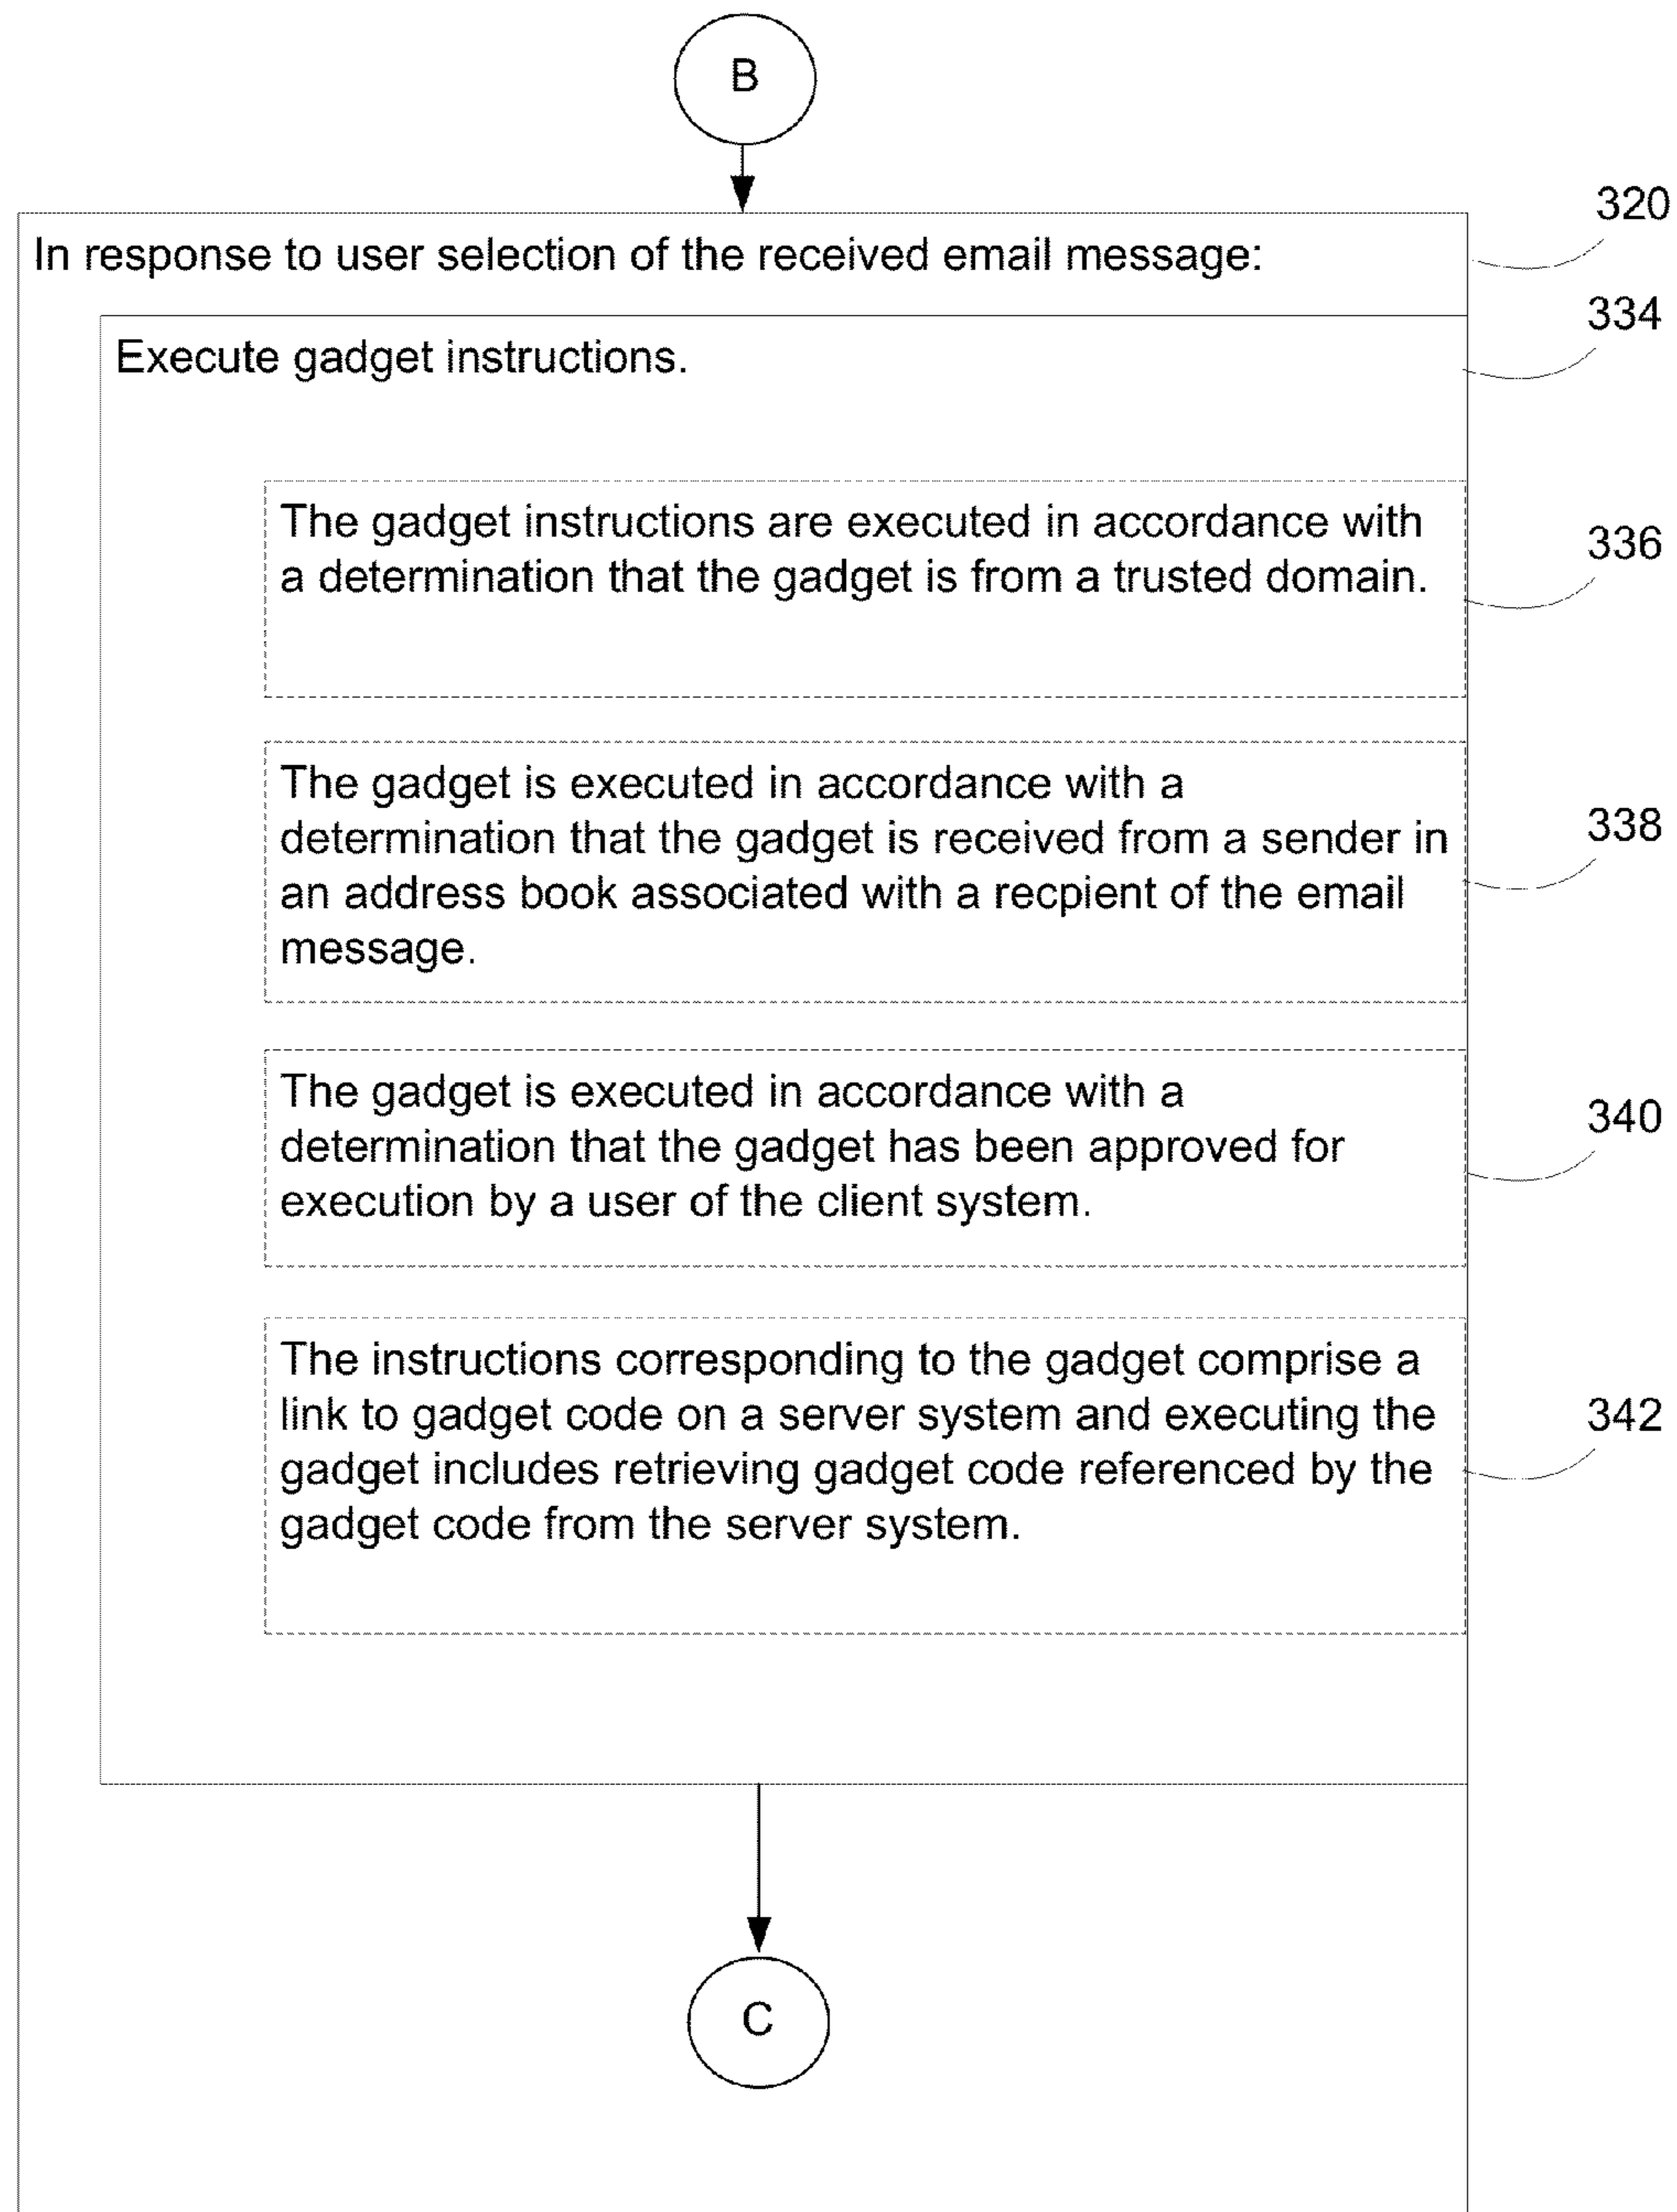 B
320
In response to user selection of the received email message:
334
Execute gadget instructions.
The gadget instructions are executed in accordance with
a determination that the gadget is from a trusted domain.
336
The gadget is executed in accordance with a
determination that the gadget is received from a sender in
an address book associated with a recpient of the email
message.
338
The gadget is executed in accordance with a
determination that the gadget has been approved for
execution by a user of the client system.
340
The instructions corresponding to the gadget comprise a
link to gadget code on a server system and executing the
gadget includes retrieving gadget code referenced by the
gadget code from the server system.
342
C